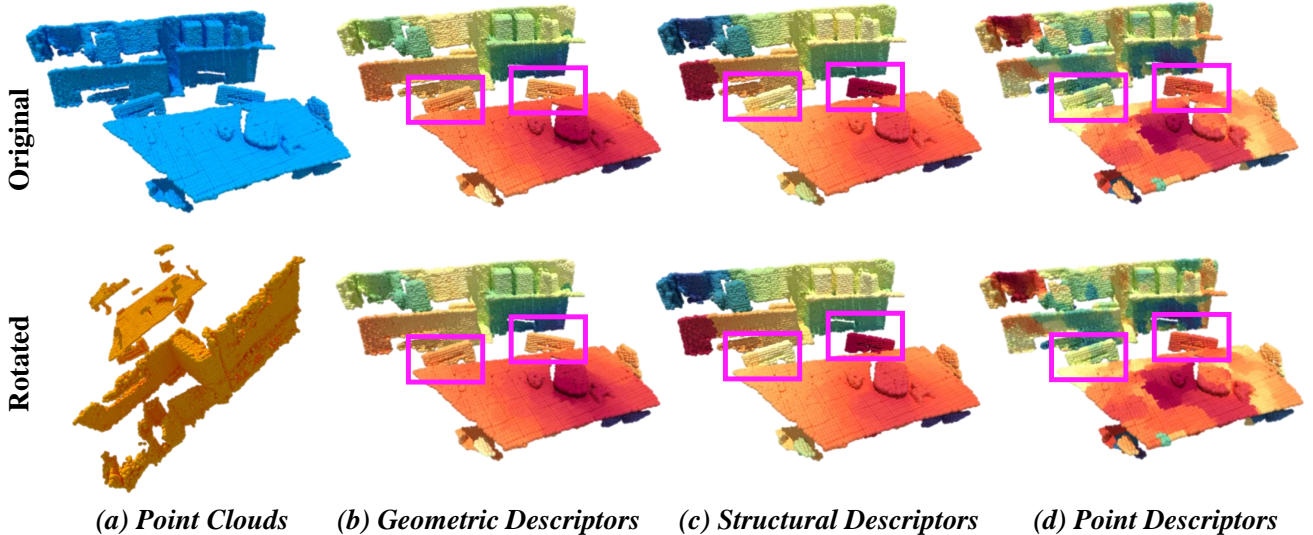 Original
Rotated
(a) Point Clouds
(b) Geometric Descriptors
(c) Structural Descriptors
(d) Point Descriptors